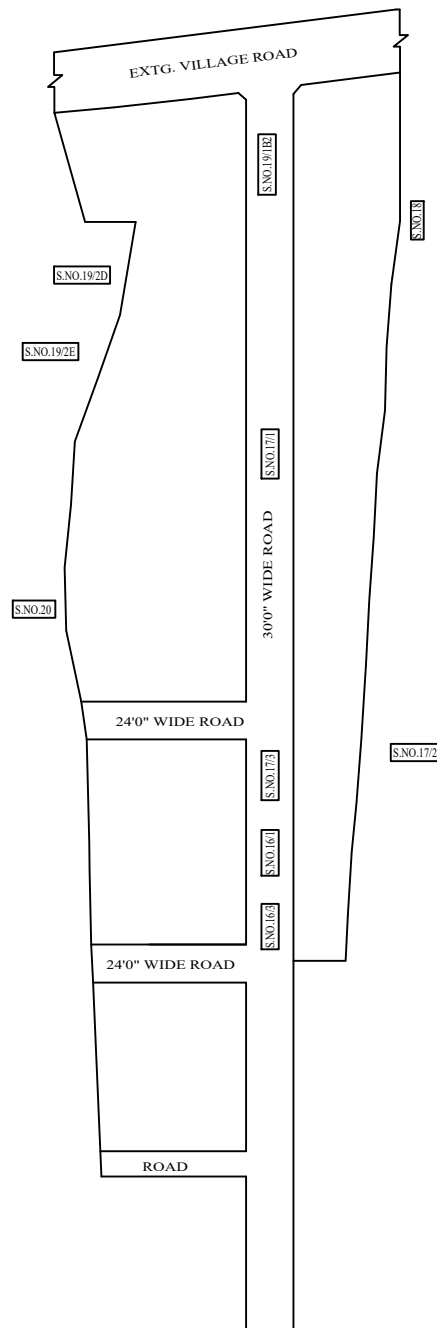 EXTG. VILLAGE ROAD
S.NO.19/1B2
S.NO.18
S.NO.19/2D
S.NO.19/2E
S.NO.17/1
30'0" WIDE ROAD
S.NO.20
24'0" WIDE ROAD
S.NO.17/3
S.NO.17/2
S.NO.16/1
S.NO.16/3
24'0" WIDE ROAD
ROAD